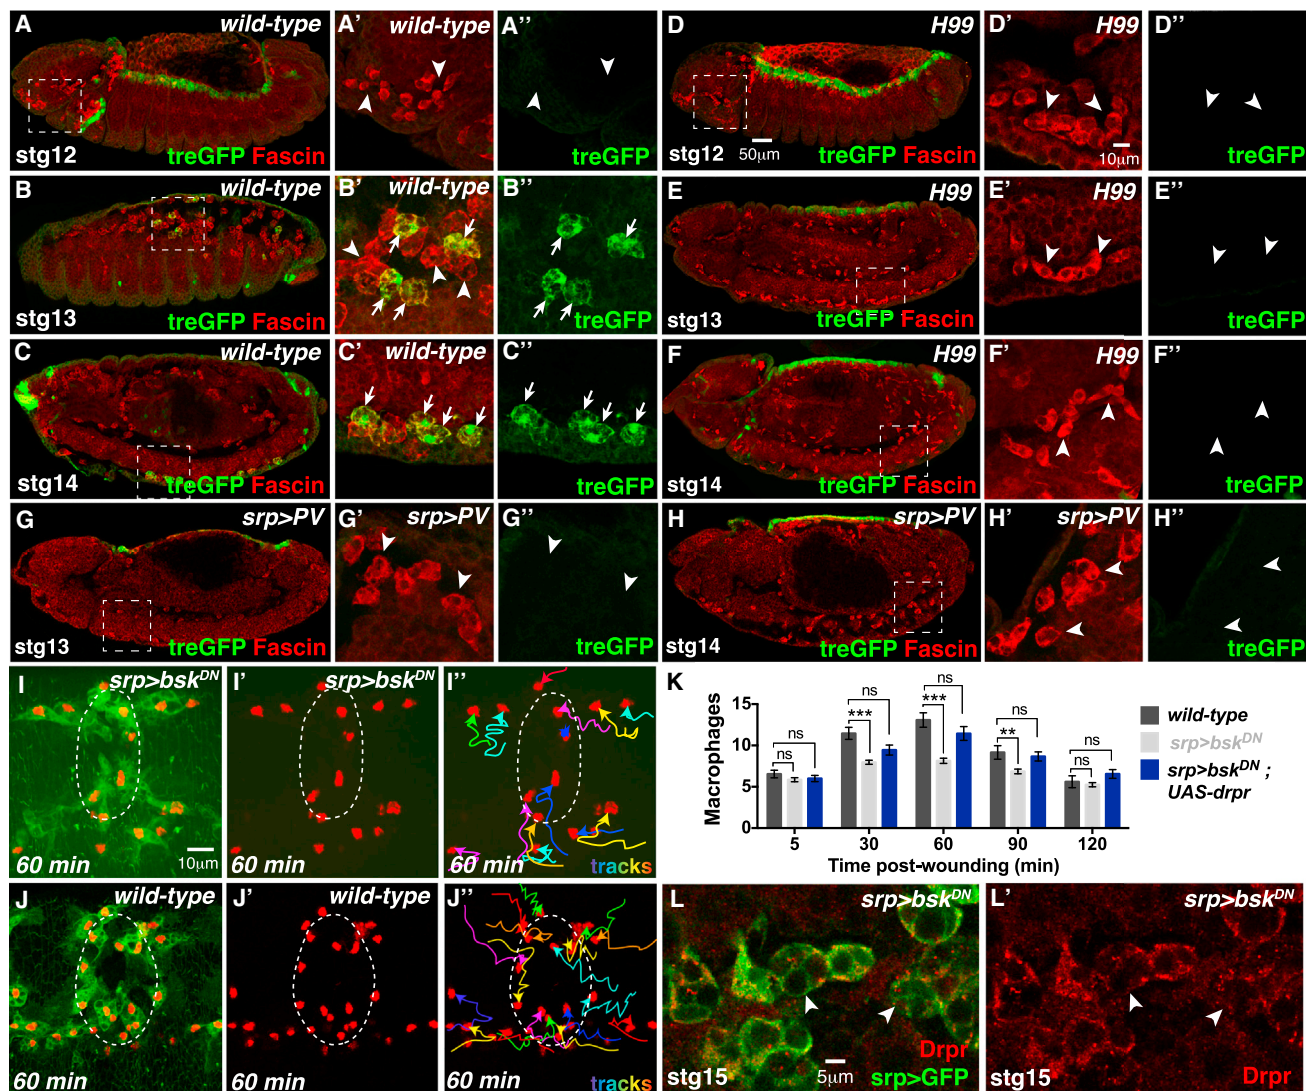 A wild-type
stg12 treGFP Fascin
A' wild-type
A''
treGFP
D H99
stg12 50μm treGFP Fascin
D' H99
10μm
D''
treGFP
B wild-type
stg13 treGFP Fascin
B' wild-type
B''
treGFP
E H99
stg13 treGFP Fascin
E' H99
E''
treGFP
C wild-type
stg14 treGFP Fascin
C' wild-type
C''
treGFP
F H99
stg14 treGFP Fascin
F' H99
F''
treGFP
G srp>PV
stg13 treGFP Fascin
G' srp>PV
G''
treGFP
H srp>PV
stg14 treGFP Fascin
H' srp>PV
H''
treGFP
I srp>bskDN
60 min 10μm
I' srp>bskDN
60 min
I''
60 min tracks
J wild-type
60 min
J' wild-type
60 min
J''
60 min tracks
K
Macrophages
15
10
5
0
ns ns
*** ns
*** ns
** ns
ns ns
5 30 60 90 120
Time post-wounding (min)
wild-type
srp>bskDN
srp>bskDN ;
UAS-drpr
L srp>bskDN
stg15 5μm Drpr
srp>GFP
L' srp>bskDN
stg15 Drpr